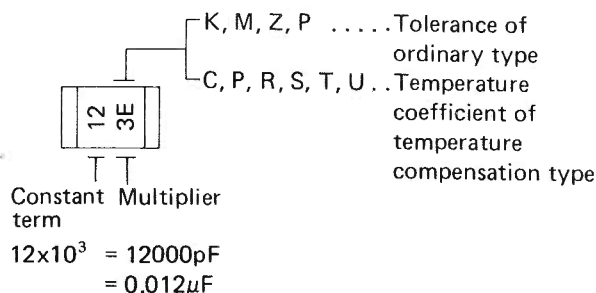 K, M, Z, P ..... Tolerance of
ordinary type
C, P, R, S, T, U .. Temperature
coefficient of
temperature
compensation type
12
3E
Constant Multiplier
term
12x10³ = 12000pF
= 0.012μF